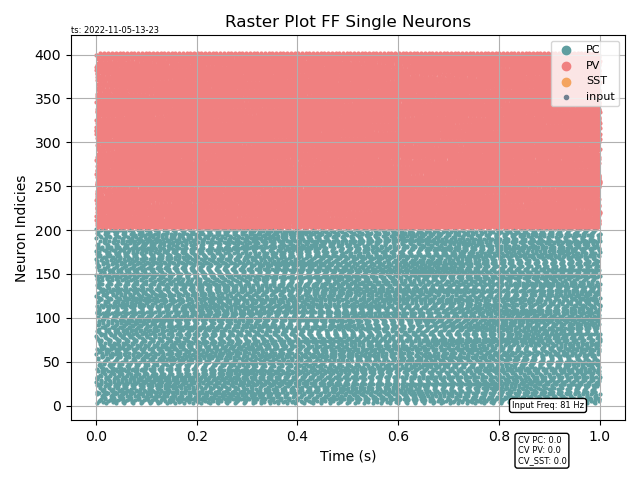 Raster Plot FF Single Neurons
ts: 2022-11-05-13-23
PC
PV
SST
input
400
350
300
250
200
150
100
50
0
Neuron Indicies
Input Freq: 81 Hz
0.0 0.2 0.4 0.6 0.8 1.0
Time (s)
CV PC: 0.0
CV PV: 0.0
CV_SST: 0.0